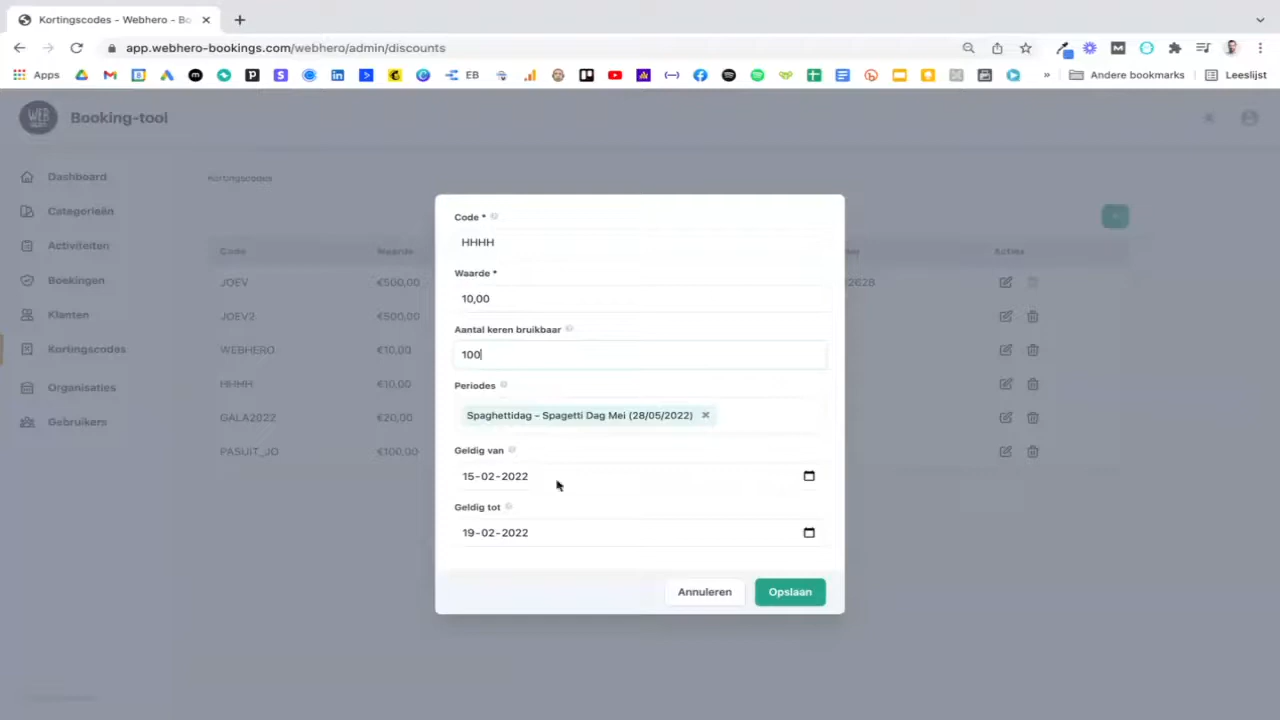 Kortingscodes - Webhero - Bo
app.webhero-bookings.com/webhero/admin/discounts
Apps
EB
»
Andere bookmarks
Leeslijst
WEB
Booking-tool
Dashboard
Categorieën
Activiteiten
Boekingen
Klanten
Kortingscodes
Organisaties
Gebruikers
Kortingscodes
Code Waarde Acties
JOEV €500,00 2628
JOEV2 €500,00
WEBHERO €10,00
HHHH €10,00
GALA2022 €20,00
PASUIT_JO €100,00
Code *
HHHH
Waarde *
10,00
Aantal keren bruikbaar
100
Periodes
Spaghettidag - Spagetti Dag Mei (28/05/2022) ×
Geldig van
15-02-2022
Geldig tot
19-02-2022
Annuleren
Opslaan